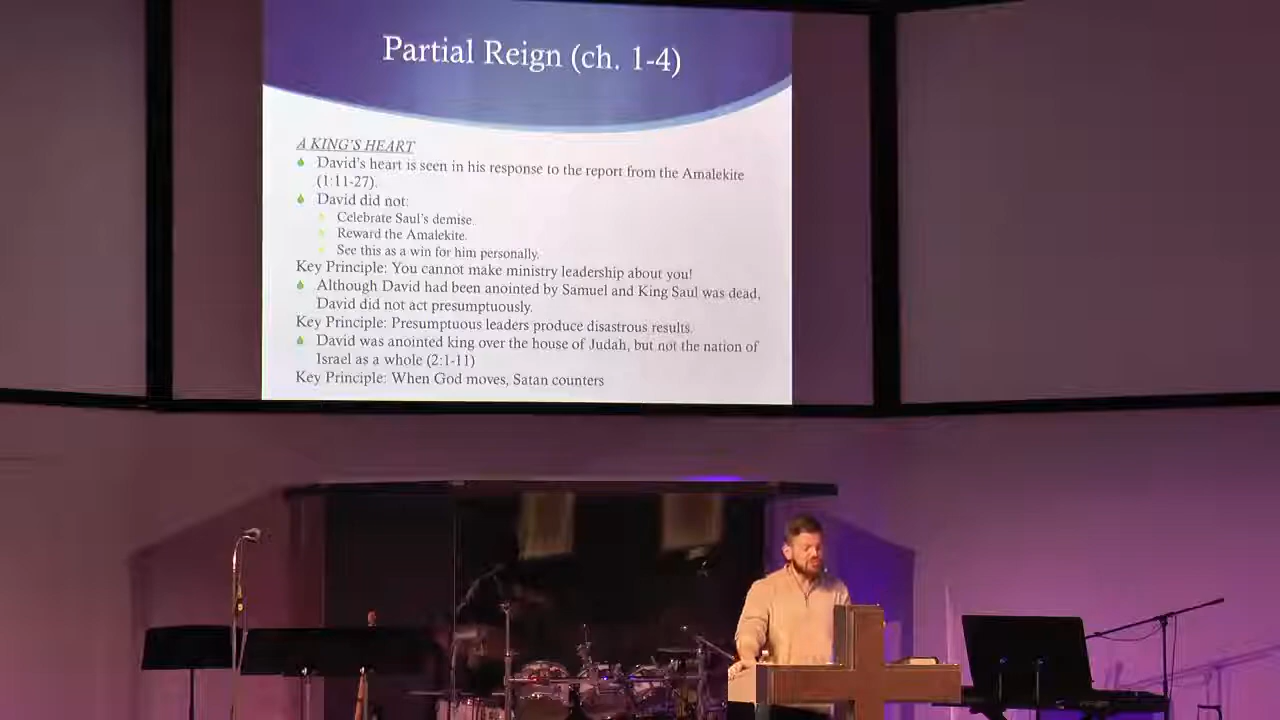 Partial Reign (ch. 1-4)
A KING'S HEART
David's heart is seen in his response to the report from the Amalekite
(1:11-27).
David did not:
Celebrate Saul's demise.
Reward the Amalekite.
See this as a win for him personally.
Key Principle: You cannot make ministry leadership about you!
Although David had been anointed by Samuel and King Saul was dead,
David did not act presumptuously.
Key Principle: Presumptuous leaders produce disastrous results.
David was anointed king over the house of Judah, but not the nation of
Israel as a whole (2:1-11)
Key Principle: When God moves, Satan counters